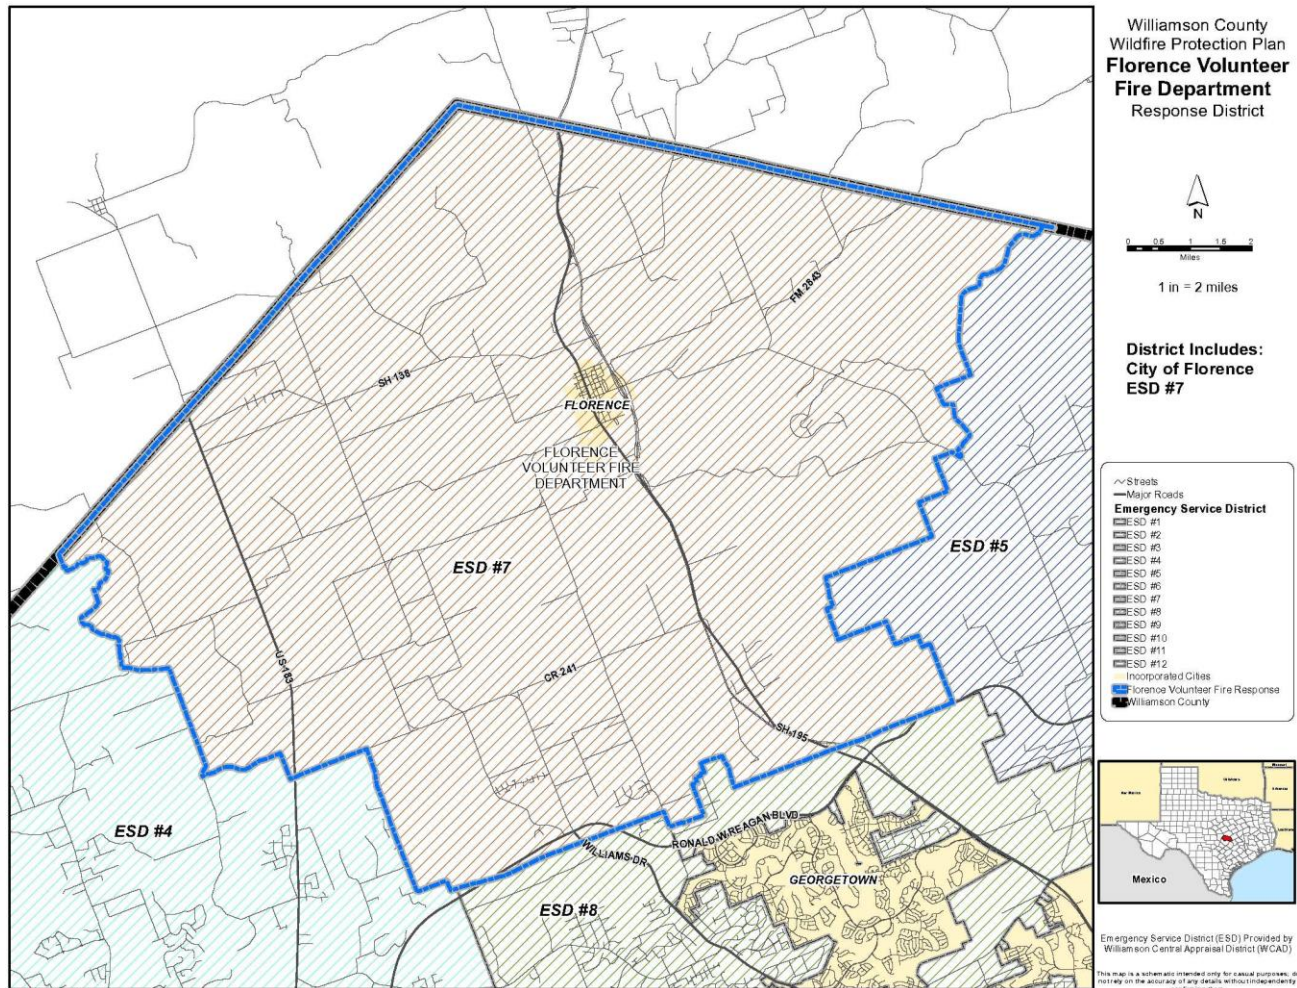 Williamson County
Wildfire Protection Plan
Florence Volunteer
Fire Department
Response District
N
0 0.5 1 1.5 2
Miles
1 in = 2 miles
District Includes:
City of Florence
ESD #7
Streets
Major Roads
Emergency Service District
ESD #1
ESD #2
ESD #3
ESD #4
ESD #5
ESD #6
ESD #7
ESD #8
ESD #9
ESD #10
ESD #11
ESD #12
Incorporated Cities
Florence Volunteer Fire Response
Williamson County
Mexico
Emergency Service District (ESD) Provided by
Williamson Central Appraisal District (WCAD)
This map is a schematic intended only for casual purposes; do
not rely on the accuracy of any details without independently
FM 2843
SH 138
FLORENCE
FLORENCE
VOLUNTEER FIRE
DEPARTMENT
ESD #5
ESD #7
US 183
CR 241
SH 195
ESD #4
RONALD W REAGAN BLVD
WILLIAMS DR
GEORGETOWN
ESD #8